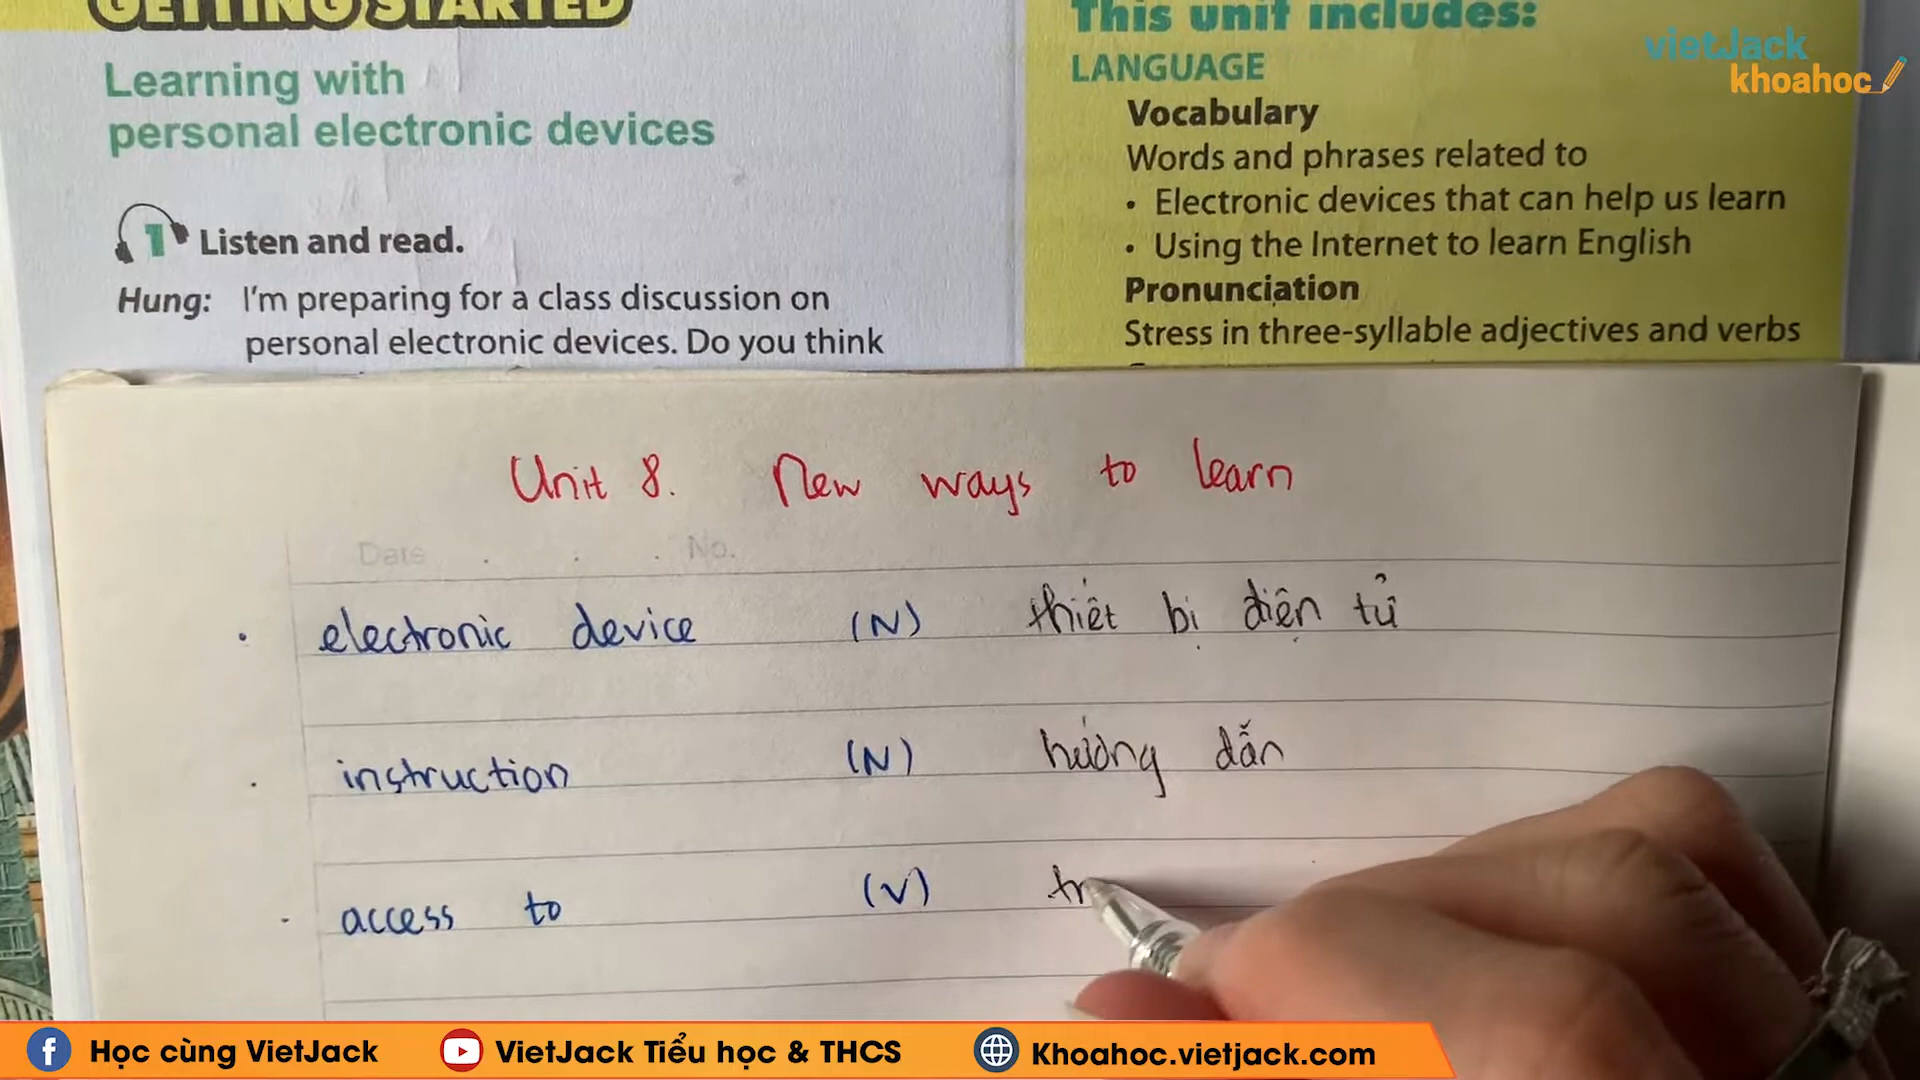 GETTING STARTED
Learning with
personal electronic devices
1 Listen and read.
Hung: I'm preparing for a class discussion on
personal electronic devices. Do you think
This unit includes:
LANGUAGE
Vocabulary
Words and phrases related to
• Electronic devices that can help us learn
• Using the Internet to learn English
Pronunciation
Stress in three-syllable adjectives and verbs
vietJack
khoahoc
Unit 8. New ways to learn
Date . . . No.
. electronic device (N) thiết bị điện tử
. instruction (N) hướng dẫn
. access to (V) tr
Học cùng VietJack
VietJack Tiểu học & THCS
Khoahoc.vietjack.com